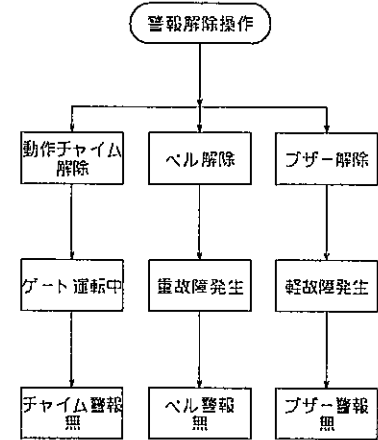 警報解除操作
動作チャイム
解除
ベル解除
ブザー解除
ゲート運転中
重故障発生
軽故障発生
チャイム警報
無
ベル警報
無
ブザー警報
無